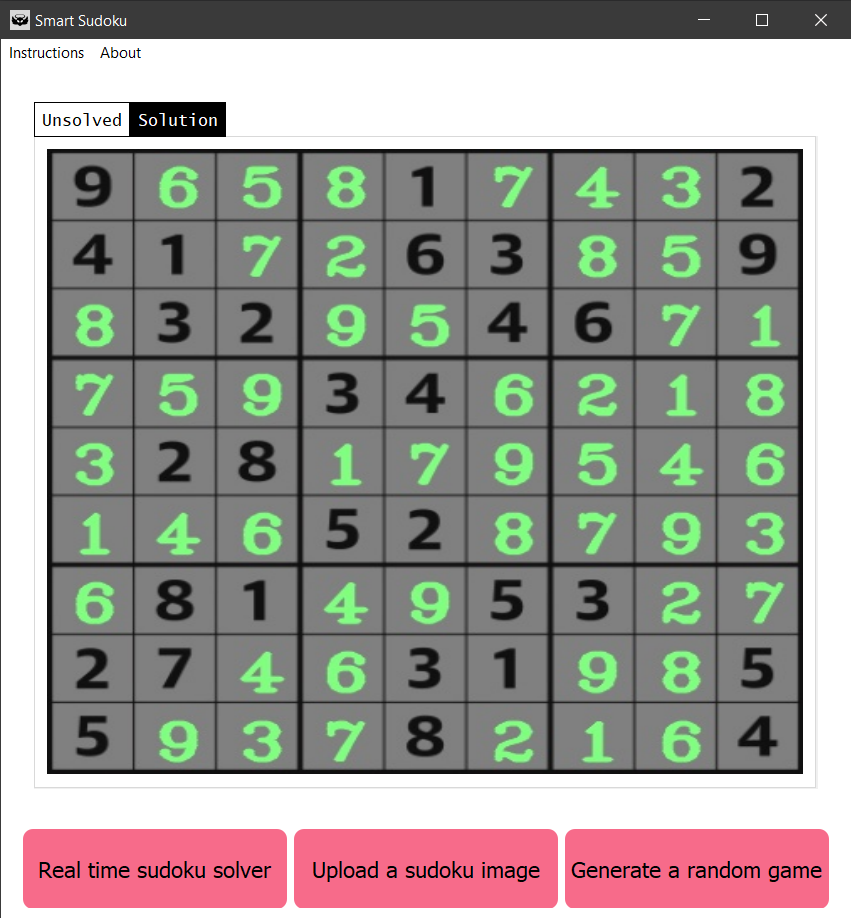 Smart Sudoku
Instructions About
Unsolved Solution
9 6 5 8 1 7 4 3 2
4 1 7 2 6 3 8 5 9
8 3 2 9 5 4 6 7 1
7 5 9 3 4 6 2 1 8
3 2 8 1 7 9 5 4 6
1 4 6 5 2 8 7 9 3
6 8 1 4 9 5 3 2 7
2 7 4 6 3 1 9 8 5
5 9 3 7 8 2 1 6 4
Real time sudoku solver Upload a sudoku image Generate a random game